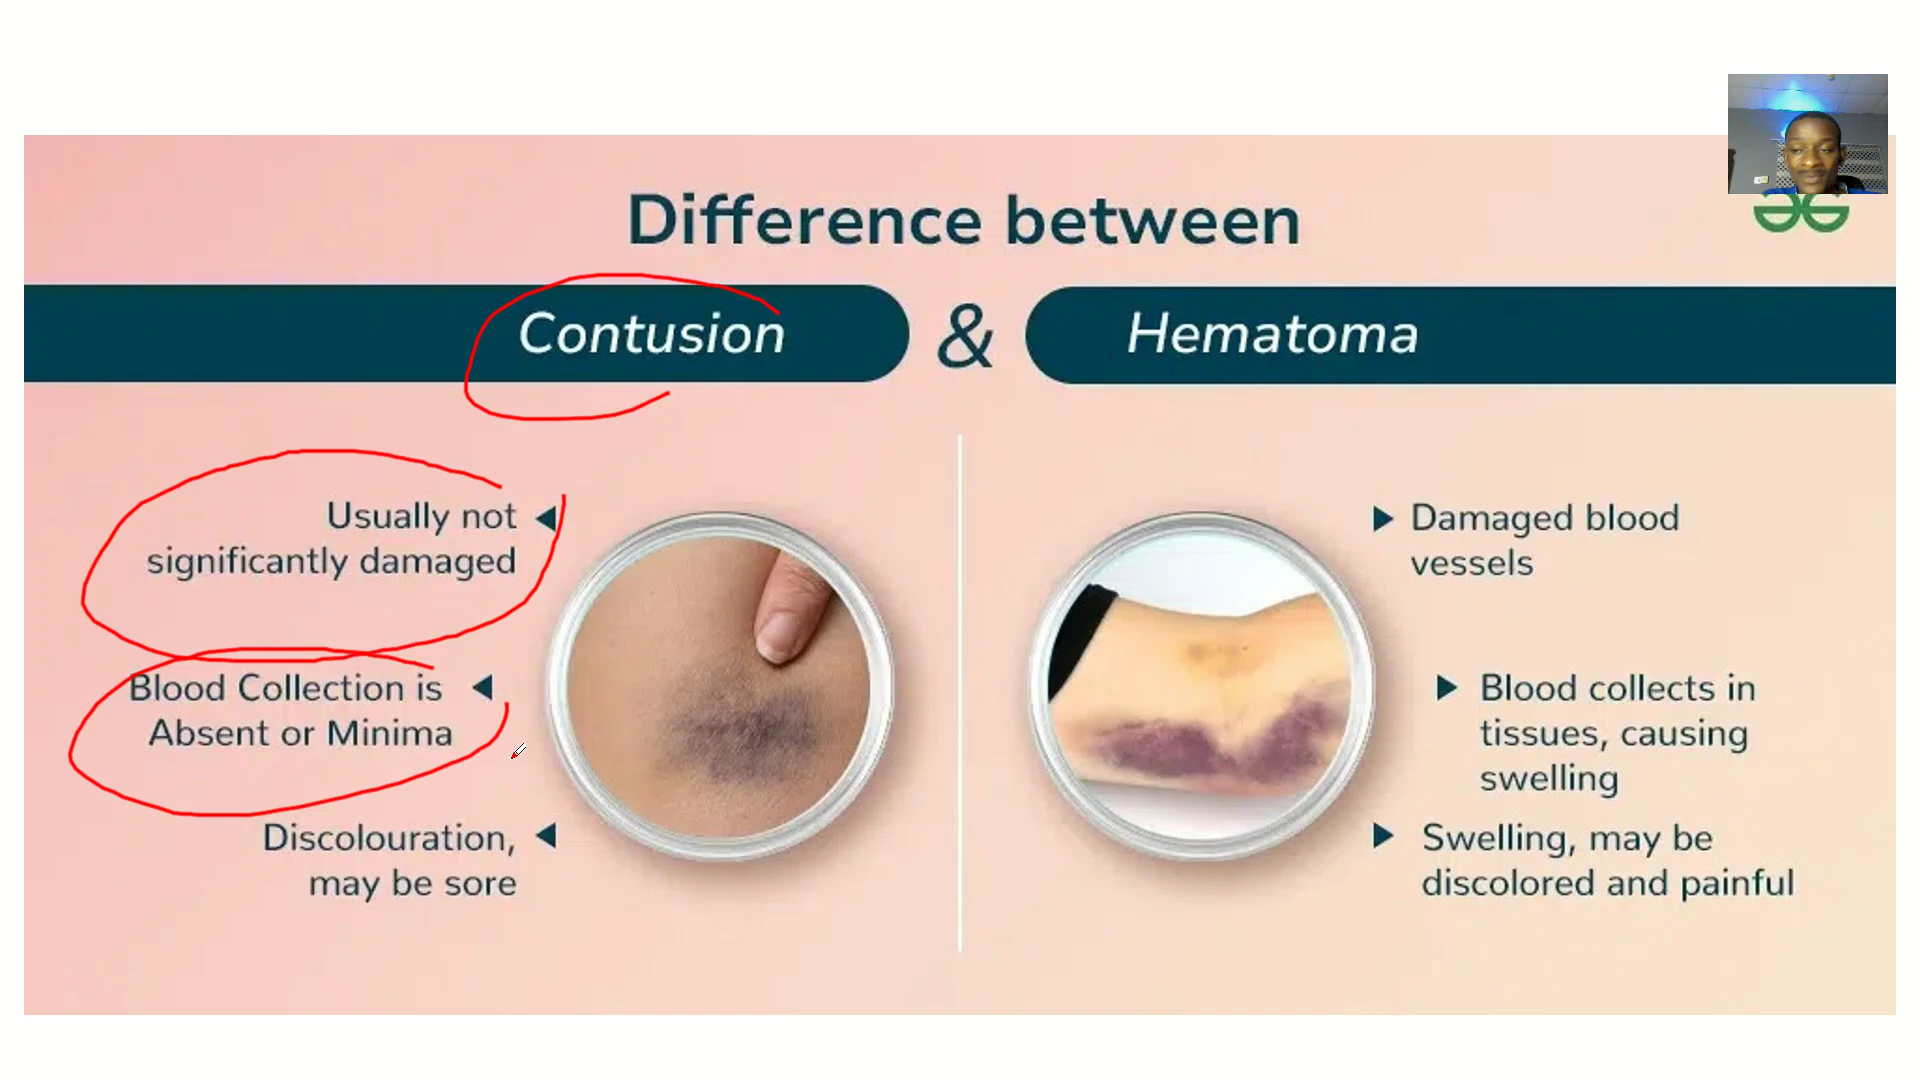 Difference between
Contusion & Hematoma
Usually not
significantly damaged
Blood Collection is
Absent or Minima
Discolouration,
may be sore
Damaged blood
vessels
Blood collects in
tissues, causing
swelling
Swelling, may be
discolored and painful